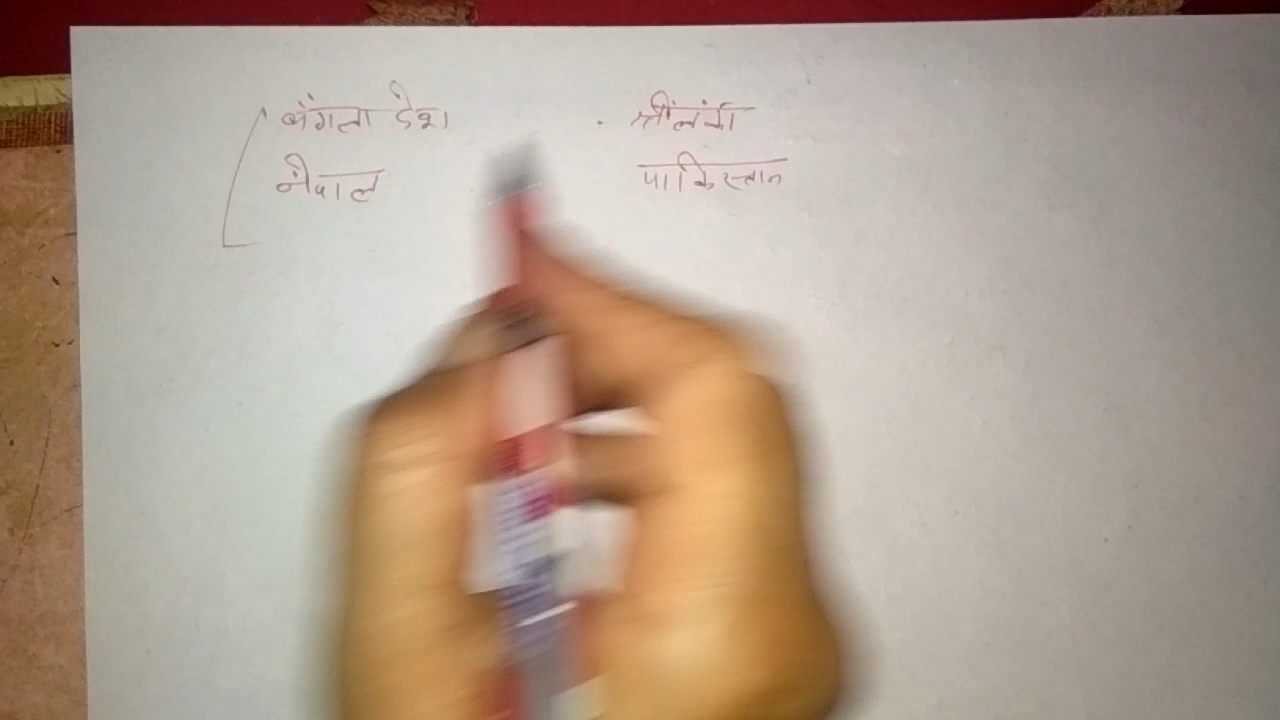 बंगला देश
नेपाल
श्रीलंका
पाकिस्तान